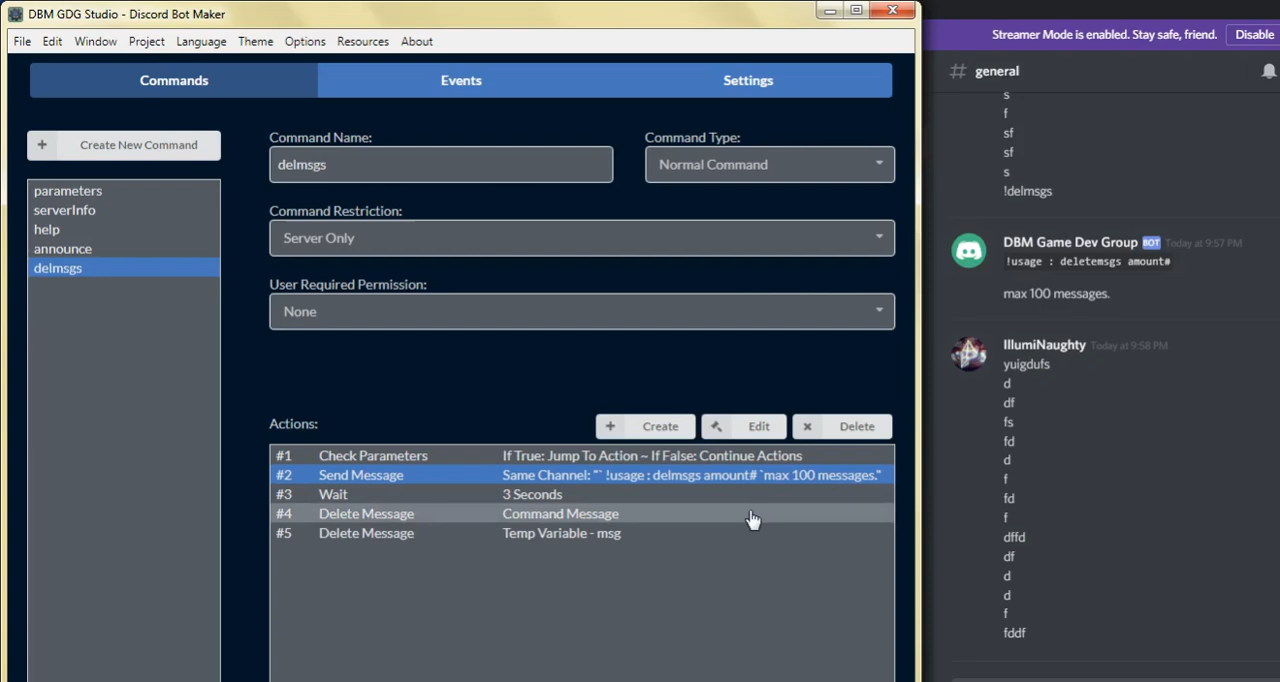 DBM GDG Studio - Discord Bot Maker
File Edit Window Project Language Theme Options Resources About
Commands Events Settings
+ Create New Command
parameters
serverInfo
help
announce
delmsgs
Command Name:
delmsgs
Command Type:
Normal Command
Command Restriction:
Server Only
User Required Permission:
None
Actions:
+ Create Edit × Delete
#1 Check Parameters If True: Jump To Action ~ If False: Continue Actions
#2 Send Message Same Channel: "` !usage : delmsgs amount# `max 100 messages."
#3 Wait 3 Seconds
#4 Delete Message Command Message
#5 Delete Message Temp Variable - msg
Streamer Mode is enabled. Stay safe, friend. Disable
# general
s
f
sf
sf
s
!delmsgs
DBM Game Dev Group BOT Today at 9:57 PM
!usage : deletemsgs amount#
max 100 messages.
IllumiNaughty Today at 9:58 PM
yuigdufs
d
df
fs
fd
d
f
fd
f
dffd
df
d
d
f
fddf